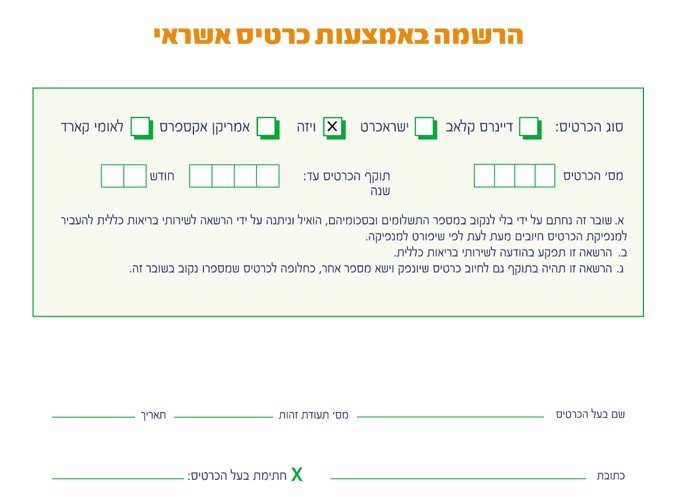 הרשמה באמצעות כרטיס אשראי
סוג הכרטיס: דיינרס קלאב ישראכרט X ויזה אמריקן אקספרס לאומי קארד
מס׳ הכרטיס תוקף הכרטיס עד: חודש
שנה
א. שובר זה נחתם על ידי בלי לנקוב במספר התשלומים ובסכומיהם, הואיל וניתנה על ידי הרשאה לשירותי בריאות כללית להעביר
למנפיקת הכרטיס חיובים מעת לעת לפי שיפורט למנפיקה.
ב. הרשאה זו תפקע בהודעה לשירותי בריאות כללית.
ג. הרשאה זו תהיה בתוקף גם לחיוב כרטיס שיונפק וישא מספר אחר, כחלופה לכרטיס שמספרו נקוב בשובר זה.
שם בעל הכרטיס מס׳ תעודת זהות תאריך
כתובת X חתימת בעל הכרטיס: